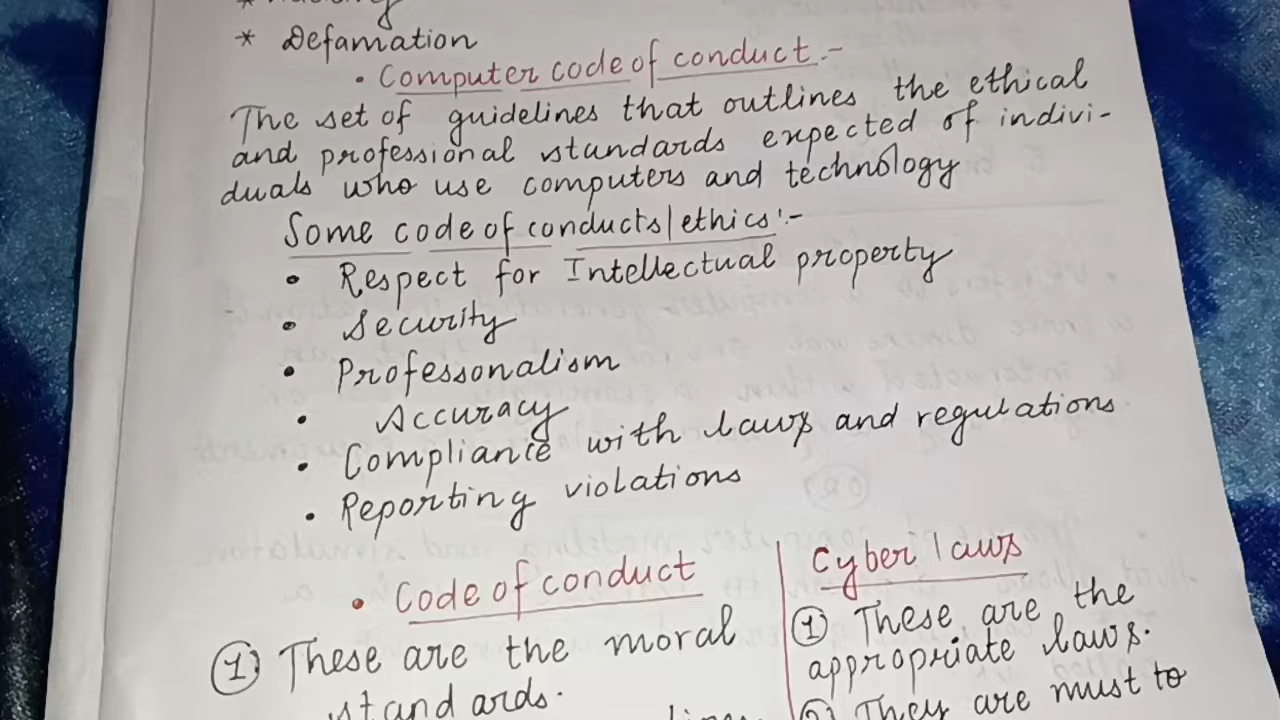 * Defamation
• Computer code of conduct :-
The set of guidelines that outlines the ethical
and professional standards expected of indivi-
duals who use computers and technology
Some code of conducts/ethics :-
• Respect for Intellectual property
• Security
• Professonalism
• Accuracy
• Compliance with laws and regulations
• Reporting violations
• Code of conduct
① These are the moral
standards.
Cyber laws
① These are the
appropriate laws.
② They are must to